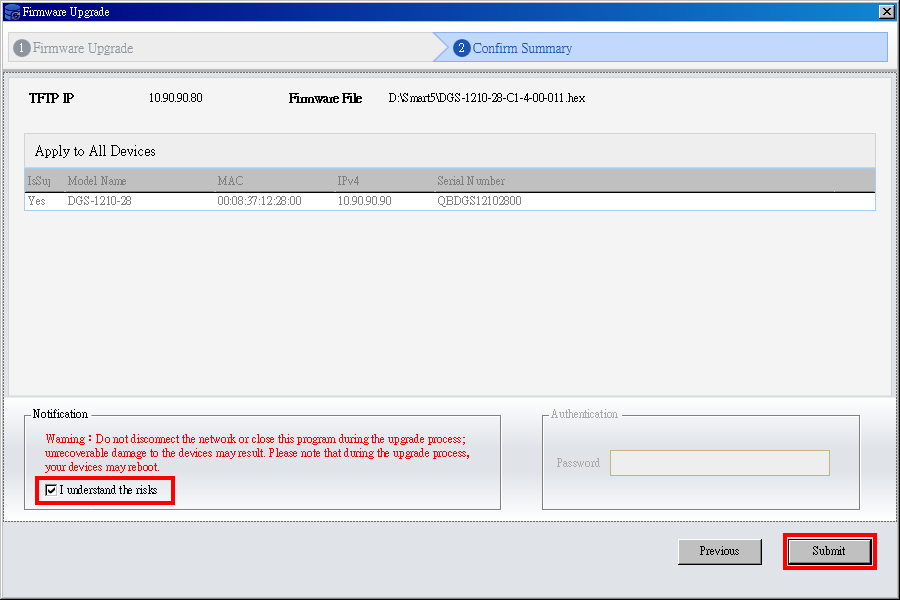 Firmware Upgrade
1 Firmware Upgrade
2 Confirm Summary
TFTP IP 10.90.90.80 Firmware File D:\Smart5\DGS-1210-28-C1-4-00-011.hex
Apply to All Devices
IsSuj Model Name MAC IPv4 Serial Number
Yes DGS-1210-28 00:08:37:12:28:00 10.90.90.90 QBDGS12102800
Notification
Warning : Do not disconnect the network or close this program during the upgrade process;
unrecoverable damage to the devices may result. Please note that during the upgrade process,
your devices may reboot.
I understand the risks
Authentication
Password
Previous
Submit